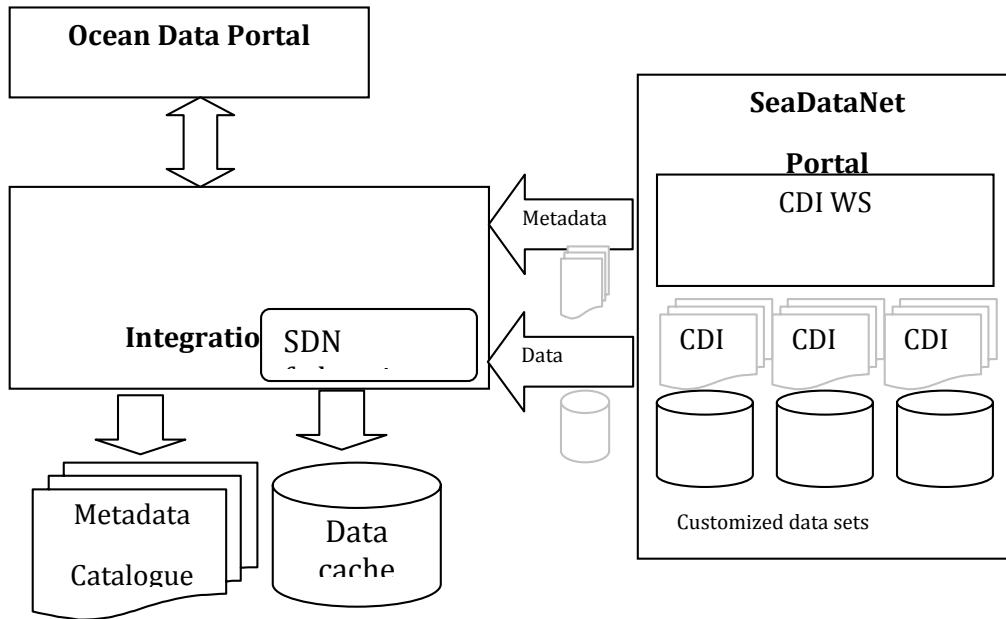 Ocean Data Portal
SeaDataNet
Portal
CDI WS
Metadata
CDI
CDI
CDI
Integratio
SDN
Data
Metadata
Catalogue
Data
cache
Customized data sets